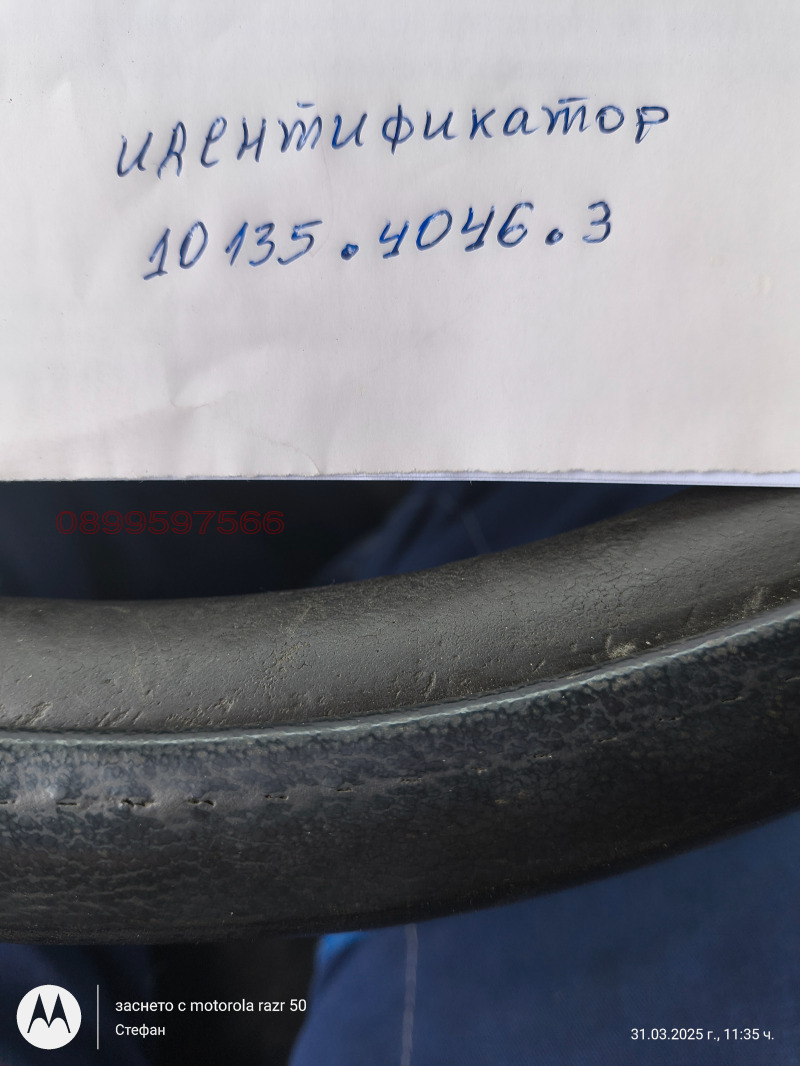 идентификатор
10135.4046.3
0899597566
заснето с motorola razr 50
Стефан
31.03.2025 г., 11:35 ч.